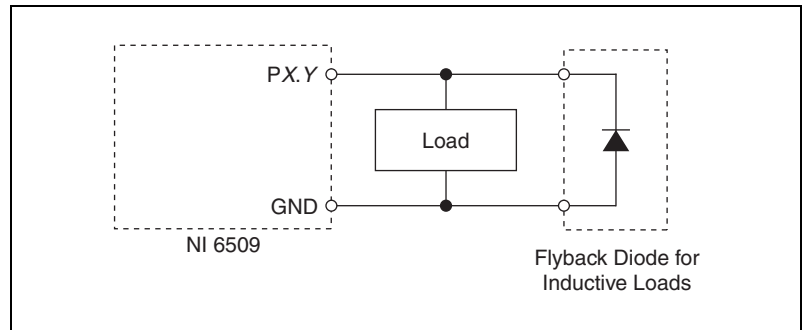 PX.Y
Load
GND
NI 6509
Flyback Diode for
Inductive Loads